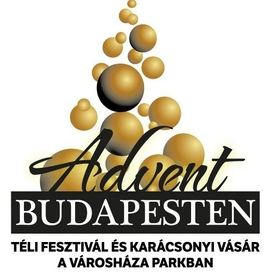 Advent
BUDAPESTEN
TÉLI FESZTIVÁL ÉS KARÁCSONYI VÁSÁR
A VÁROSHÁZA PARKBAN